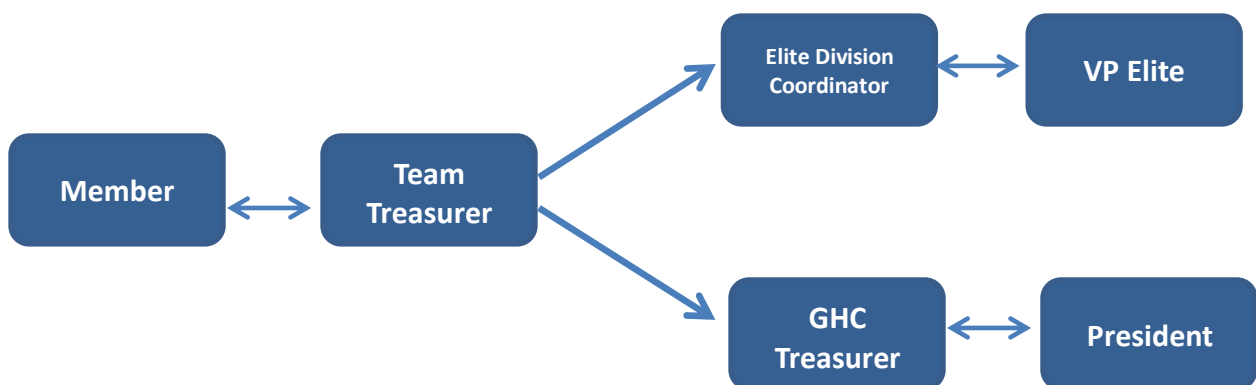 Member
Team
Treasurer
Elite Division
Coordinator
VP Elite
GHC
Treasurer
President